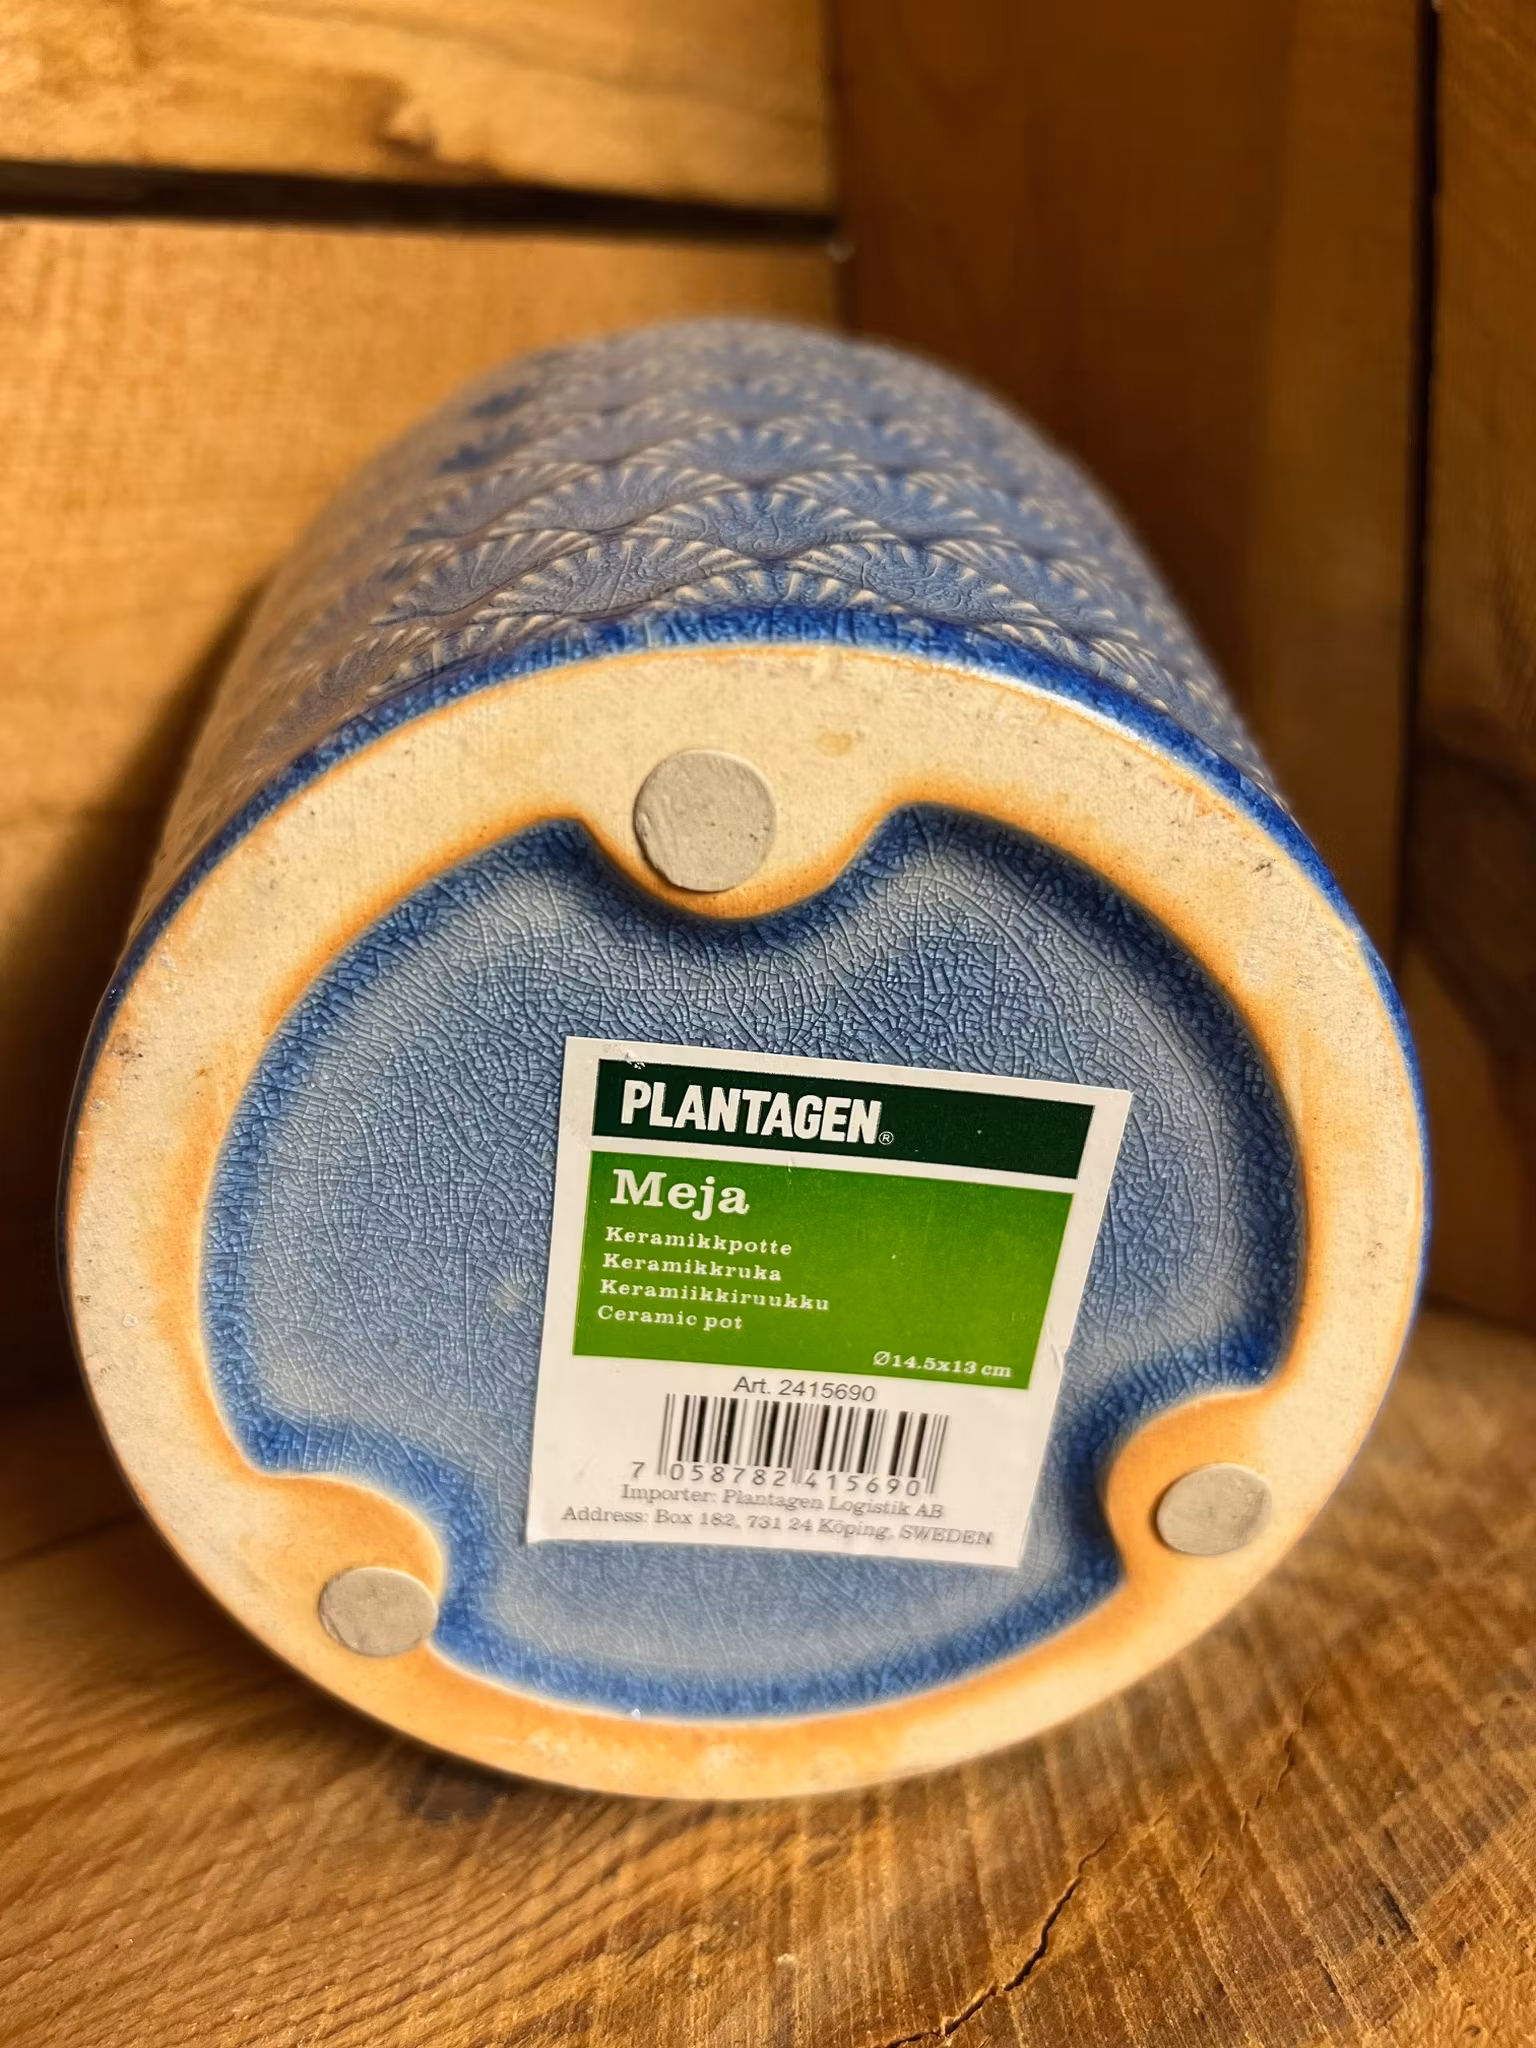 PLANTAGEN®
Meja
Keramikkpotte
Keramikkruka
Keramiikkiruukku
Ceramic pot
Ø14.5x13 cm
Art. 2415690
7 058782 415690
Importer: Plantagen Logistik AB
Address: Box 182, 731 24 Köping, SWEDEN